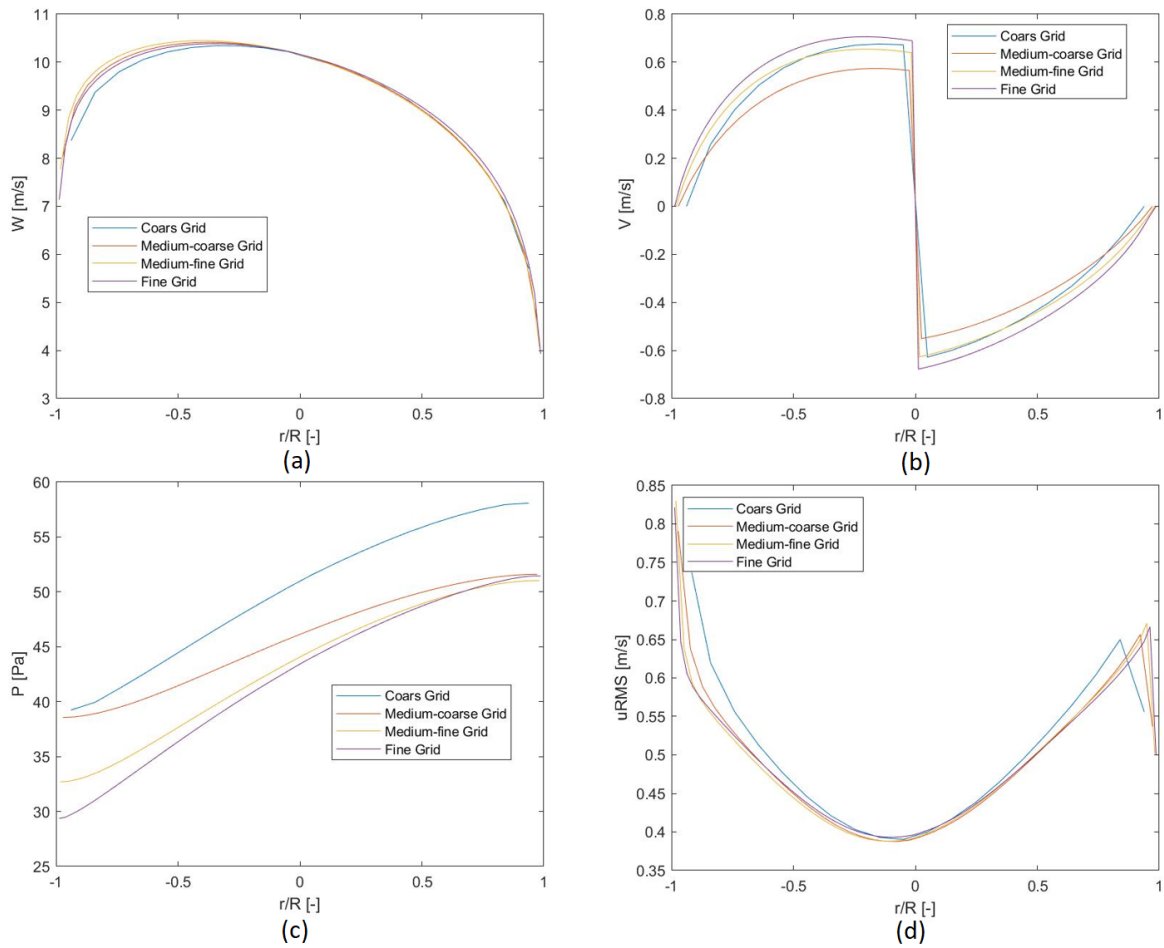 11
10
9
8
7
6
5
4
3
W [m/s]
-1
-0.5
0
0.5
1
r/R [-]
Coars Grid
Medium-coarse Grid
Medium-fine Grid
Fine Grid
(a)
0.8
0.6
0.4
0.2
0
-0.2
-0.4
-0.6
-0.8
V [m/s]
-1
-0.5
0
0.5
1
r/R [-]
Coars Grid
Medium-coarse Grid
Medium-fine Grid
Fine Grid
(b)
60
55
50
45
40
35
30
25
P [Pa]
-1
-0.5
0
0.5
1
r/R [-]
Coars Grid
Medium-coarse Grid
Medium-fine Grid
Fine Grid
(c)
0.85
0.8
0.75
0.7
0.65
0.6
0.55
0.5
0.45
0.4
0.35
uRMS [m/s]
-1
-0.5
0
0.5
1
r/R [-]
Coars Grid
Medium-coarse Grid
Medium-fine Grid
Fine Grid
(d)